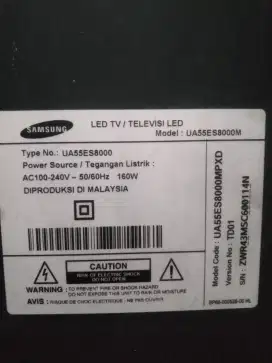 SAMSUNG
LED TV / TELEVISI LED
Model : UA55ES8000M
Type No.: UA55ES8000
Power Source / Tegangan Listrik :
AC100-240V ~ 50/60Hz 160W
DIPRODUKSI DI MALAYSIA
CAUTION
RISK OF ELECTRIC SHOCK
DO NOT OPEN
WARNING : TO PREVENT FIRE OR SHOCK HAZARD
DO NOT EXPOSE TO RAIN OR MOISTURE
AVIS : RISQUE DE CHOC ELECTRIQUE - NE PAS OUVRIR
Model Code : UA55ES8000MPXD
Version No : TD01
S/N : ZWR43MSC600114N